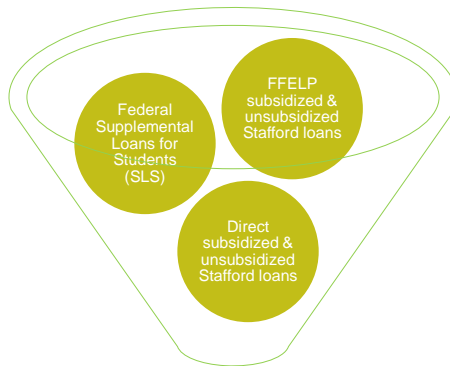 Federal
Supplemental
Loans for
Students
(SLS)
FFELP
subsidized &
unsubsidized
Stafford loans
Direct
subsidized &
unsubsidized
Stafford loans